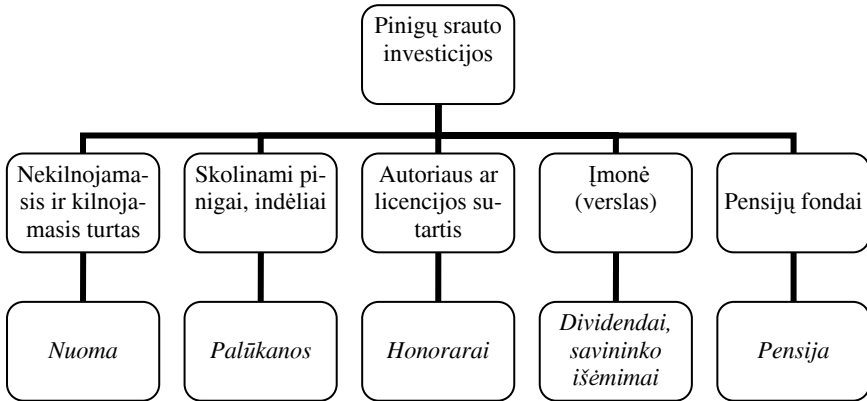 Pinigų srauto
investicijos
Nekilnojama-
sis ir kilnoja-
masis turtas
Skolinami pi-
nigai, indėliai
Autoriaus ar
licencijos su-
tartis
Įmonė
(verslas)
Pensijų fondai
Nuoma
Palūkanos
Honorarai
Dividendai,
savininko
išėmimai
Pensija